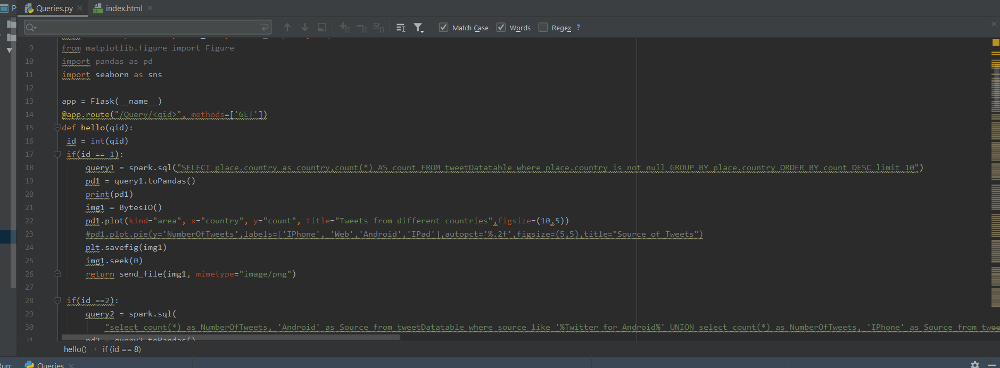 Queries.py index.html
Match Case Words Regex ?
9 from matplotlib.figure import Figure
10 import pandas as pd
11 import seaborn as sns
12
13 app = Flask(__name__)
14 @app.route("/Query/<qid>", methods=['GET'])
15 def hello(qid):
16 id = int(qid)
17 if(id == 1):
18 query1 = spark.sql("SELECT place.country as country,count(*) AS count FROM tweetDatatable where place.country is not null GROUP BY place.country ORDER BY count DESC limit 10")
19 pd1 = query1.toPandas()
20 print(pd1)
21 img1 = BytesIO()
22 pd1.plot(kind="area", x="country", y="count", title="Tweets from different countries",figsize=(10,5))
23 #pd1.plot.pie(y='NumberOfTweets',labels=['IPhone', 'Web','Android','IPad'],autopct='%.2f',figsize=(5,5),title="Source of Tweets")
24 plt.savefig(img1)
25 img1.seek(0)
26 return send_file(img1, mimetype="image/png")
27
28 if(id ==2):
29 query2 = spark.sql(
30 "select count(*) as NumberOfTweets, 'Android' as Source from tweetDatatable where source like '%Twitter for Android%' UNION select count(*) as NumberOfTweets, 'IPhone' as Source from twee
31 pd2 = query2.toPandas()
hello() › if (id == 8)
Run: Queries